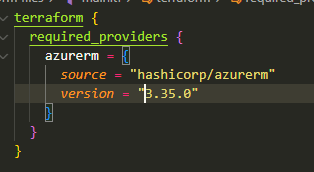 terraform {
required_providers {
azurerm = {
source = "hashicorp/azurerm"
version = "3.35.0"
}
}
}